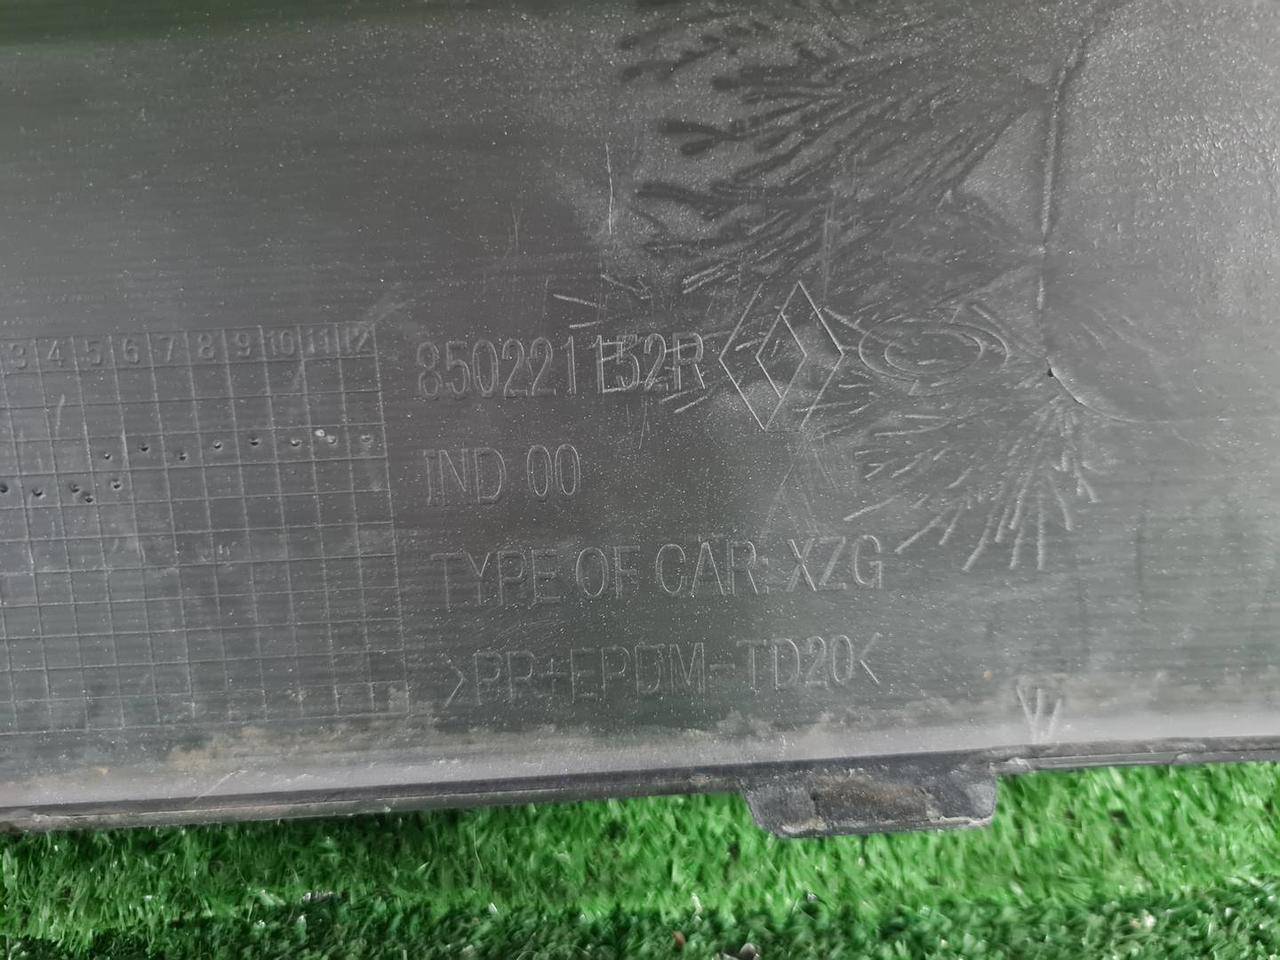 3 4 5 6 7 8 9 10 11 12
850221152R
IND 00
TYPE OF CAR: XZG
>PP+EPDM-TD20<